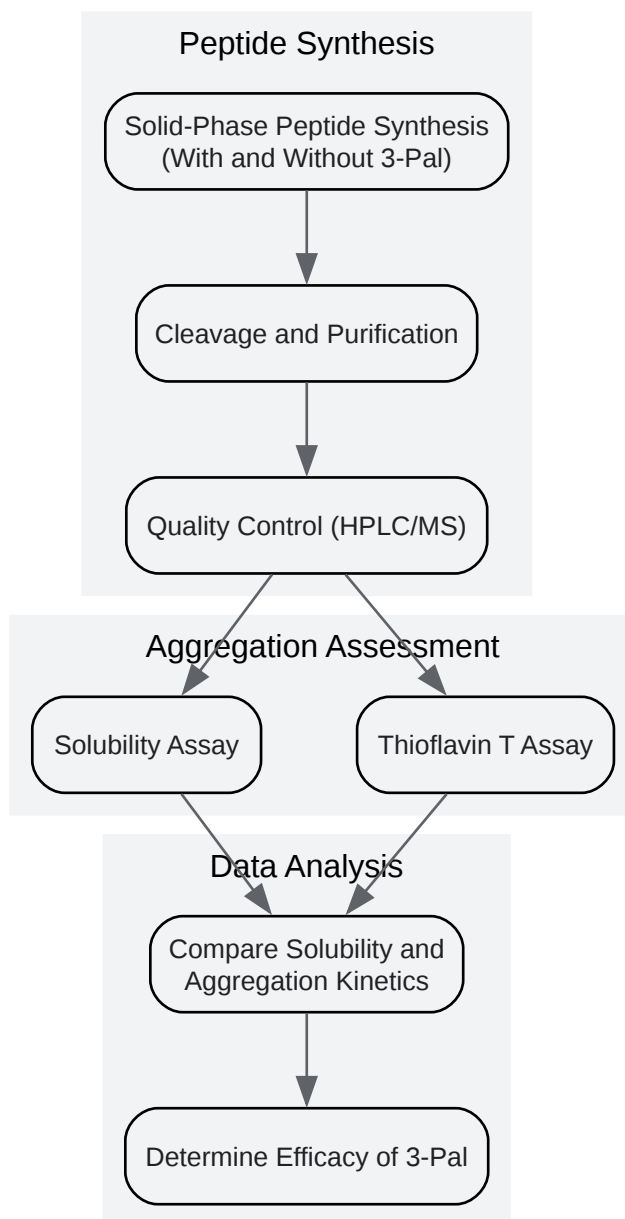 Peptide Synthesis
Solid-Phase Peptide Synthesis
(With and Without 3-Pal)
Cleavage and Purification
Quality Control (HPLC/MS)
Aggregation Assessment
Solubility Assay
Thioflavin T Assay
Data Analysis
Compare Solubility and
Aggregation Kinetics
Determine Efficacy of 3-Pal